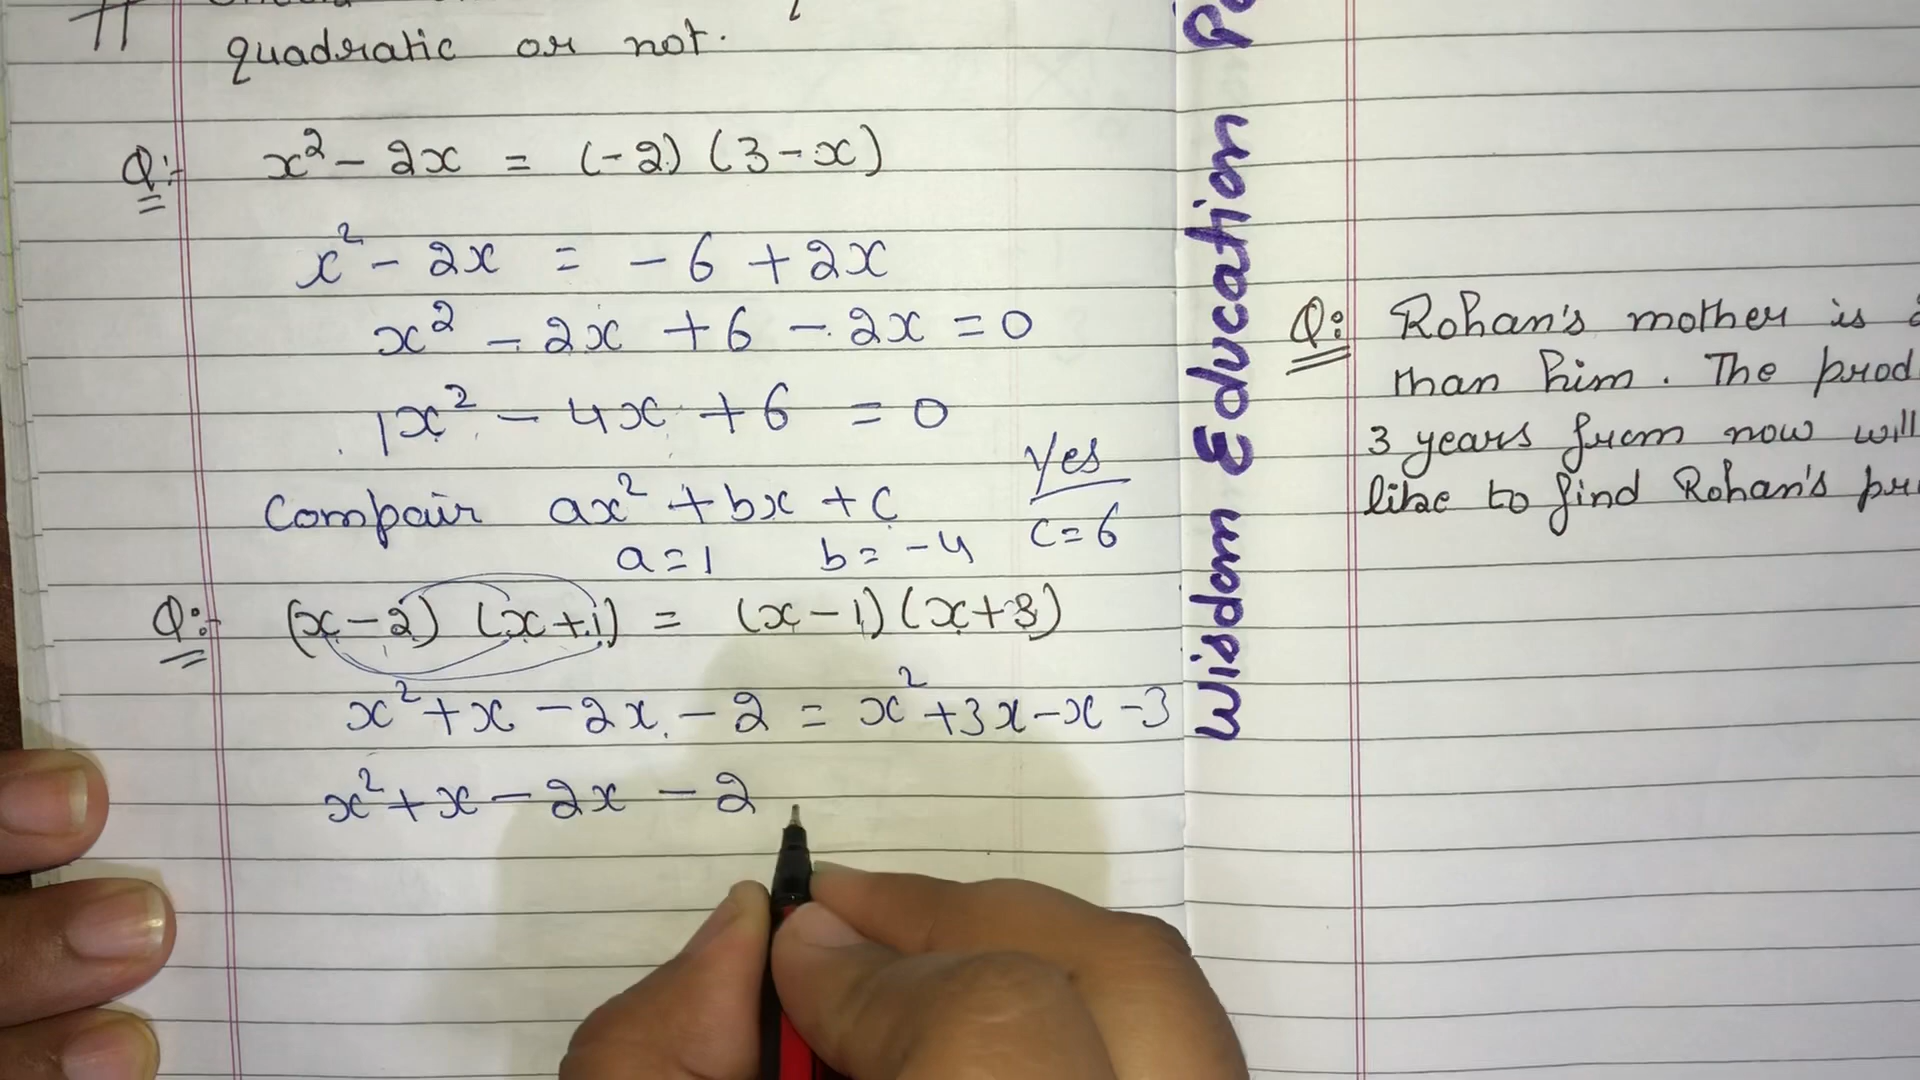 quadratic or not.
Q:- x² - 2x = (-2) (3-x)
x² - 2x = - 6 + 2x
x² - 2x + 6 - 2x = 0
1x² - 4x + 6 = 0
Yes
Compair ax² + bx + c
a=1 b= -4 c=6
Q:- (x-2) (x+1) = (x-1) (x+3)
x² + x - 2x - 2 = x² + 3x - x - 3
x² + x - 2x - 2
Wisdom Education
Q: Rohan's mother is
than him. The
3 years from now will
like to find Rohan's